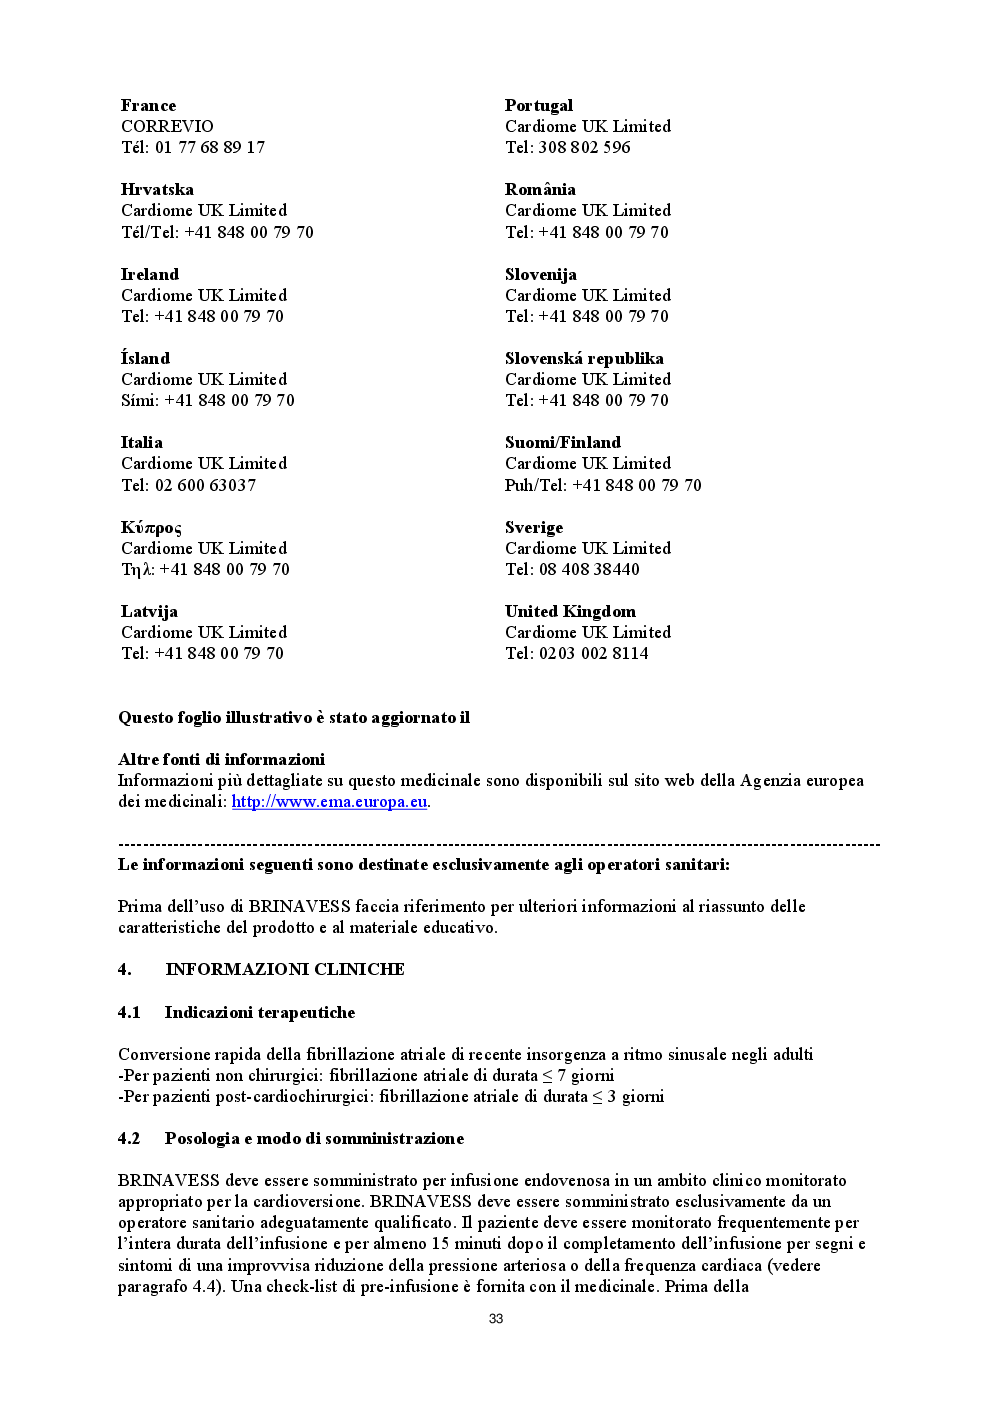 France
CORREVIO
Tél: 01 77 68 89 17
Hrvatska
Cardiome UK Limited
Tél/Tel: +41 848 00 79 70
Ireland
Cardiome UK Limited
Tel: +41 848 00 79 70
Ísland
Cardiome UK Limited
Sími: +41 848 00 79 70
Italia
Cardiome UK Limited
Tel: 02 600 63037
Κύπρος
Cardiome UK Limited
Τηλ: +41 848 00 79 70
Latvija
Cardiome UK Limited
Tel: +41 848 00 79 70
Portugal
Cardiome UK Limited
Tel: 308 802 596
România
Cardiome UK Limited
Tel: +41 848 00 79 70
Slovenija
Cardiome UK Limited
Tel: +41 848 00 79 70
Slovenská republika
Cardiome UK Limited
Tel: +41 848 00 79 70
Suomi/Finland
Cardiome UK Limited
Puh/Tel: +41 848 00 79 70
Sverige
Cardiome UK Limited
Tel: 08 408 38440
United Kingdom
Cardiome UK Limited
Tel: 0203 002 8114
Questo foglio illustrativo è stato aggiornato il
Altre fonti di informazioni
Informazioni più dettagliate su questo medicinale sono disponibili sul sito web della Agenzia europea
dei medicinali: http://www.ema.europa.eu.
---------------------------------------------------------------------------------------------------------------------------
Le informazioni seguenti sono destinate esclusivamente agli operatori sanitari:
Prima dell’uso di BRINAVESS faccia riferimento per ulteriori informazioni al riassunto delle
caratteristiche del prodotto e al materiale educativo.
4. INFORMAZIONI CLINICHE
4.1 Indicazioni terapeutiche
Conversione rapida della fibrillazione atriale di recente insorgenza a ritmo sinusale negli adulti
-Per pazienti non chirurgici: fibrillazione atriale di durata ≤ 7 giorni
-Per pazienti post-cardiochirurgici: fibrillazione atriale di durata ≤ 3 giorni
4.2 Posologia e modo di somministrazione
BRINAVESS deve essere somministrato per infusione endovenosa in un ambito clinico monitorato
appropriato per la cardioversione. BRINAVESS deve essere somministrato esclusivamente da un
operatore sanitario adeguatamente qualificato. Il paziente deve essere monitorato frequentemente per
l’intera durata dell’infusione e per almeno 15 minuti dopo il completamento dell’infusione per segni e
sintomi di una improvvisa riduzione della pressione arteriosa o della frequenza cardiaca (vedere
paragrafo 4.4). Una check-list di pre-infusione è fornita con il medicinale. Prima della
33